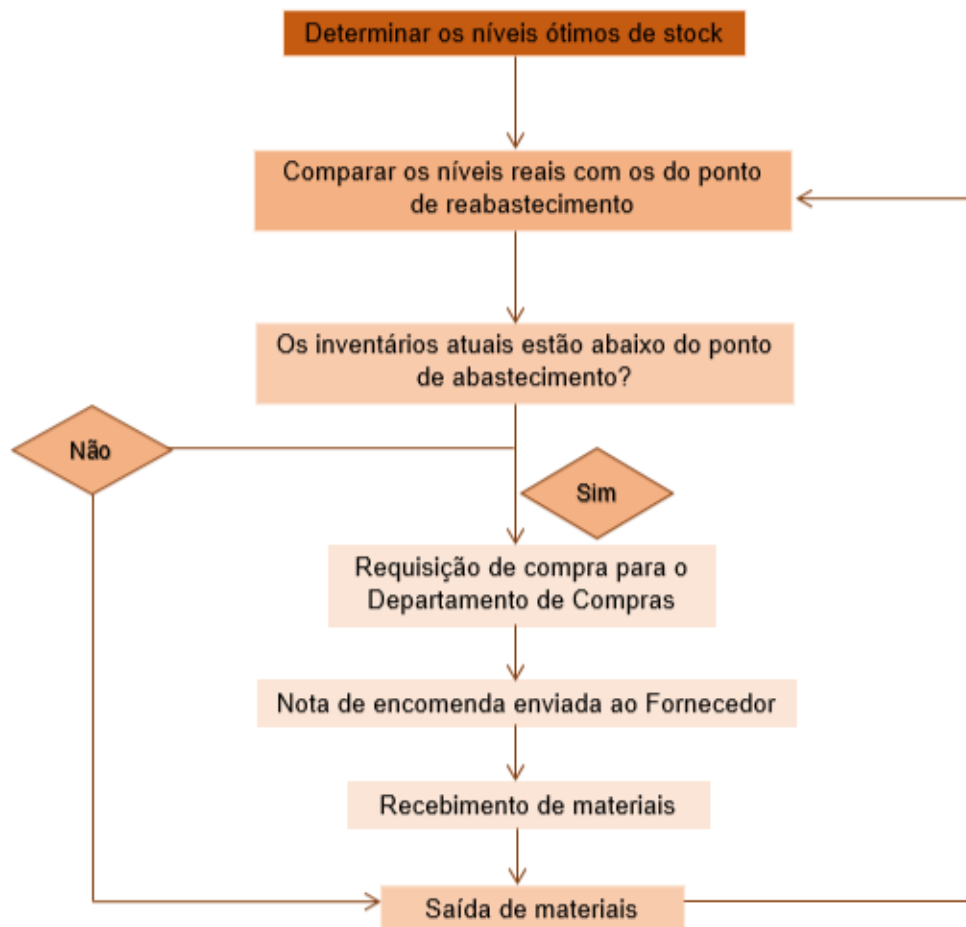 Determinar os níveis ótimos de stock
Comparar os níveis reais com os do ponto
de reabastecimento
Os inventários atuais estão abaixo do ponto
de abastecimento?
Não
Sim
Requisição de compra para o
Departamento de Compras
Nota de encomenda enviada ao Fornecedor
Recebimento de materiais
Saída de materiais